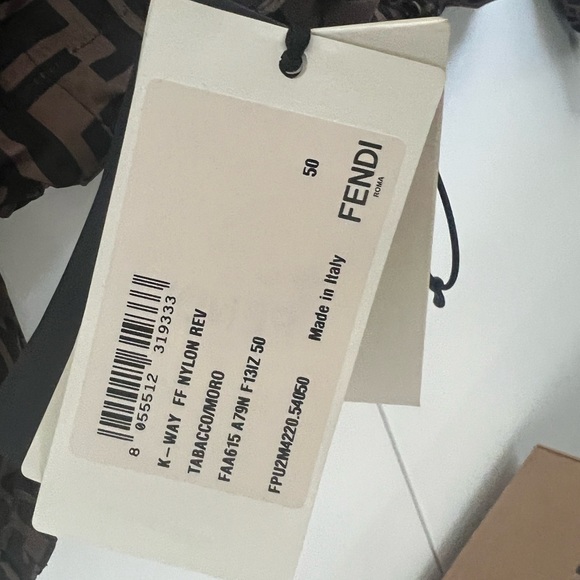 FENDI
ROMA
50
Made in Italy
8 055512 319333
K-WAY FF NYLON REV
TABACCO/MORO
FAA615 A79N F13IZ 50
FPU2M4220.54050